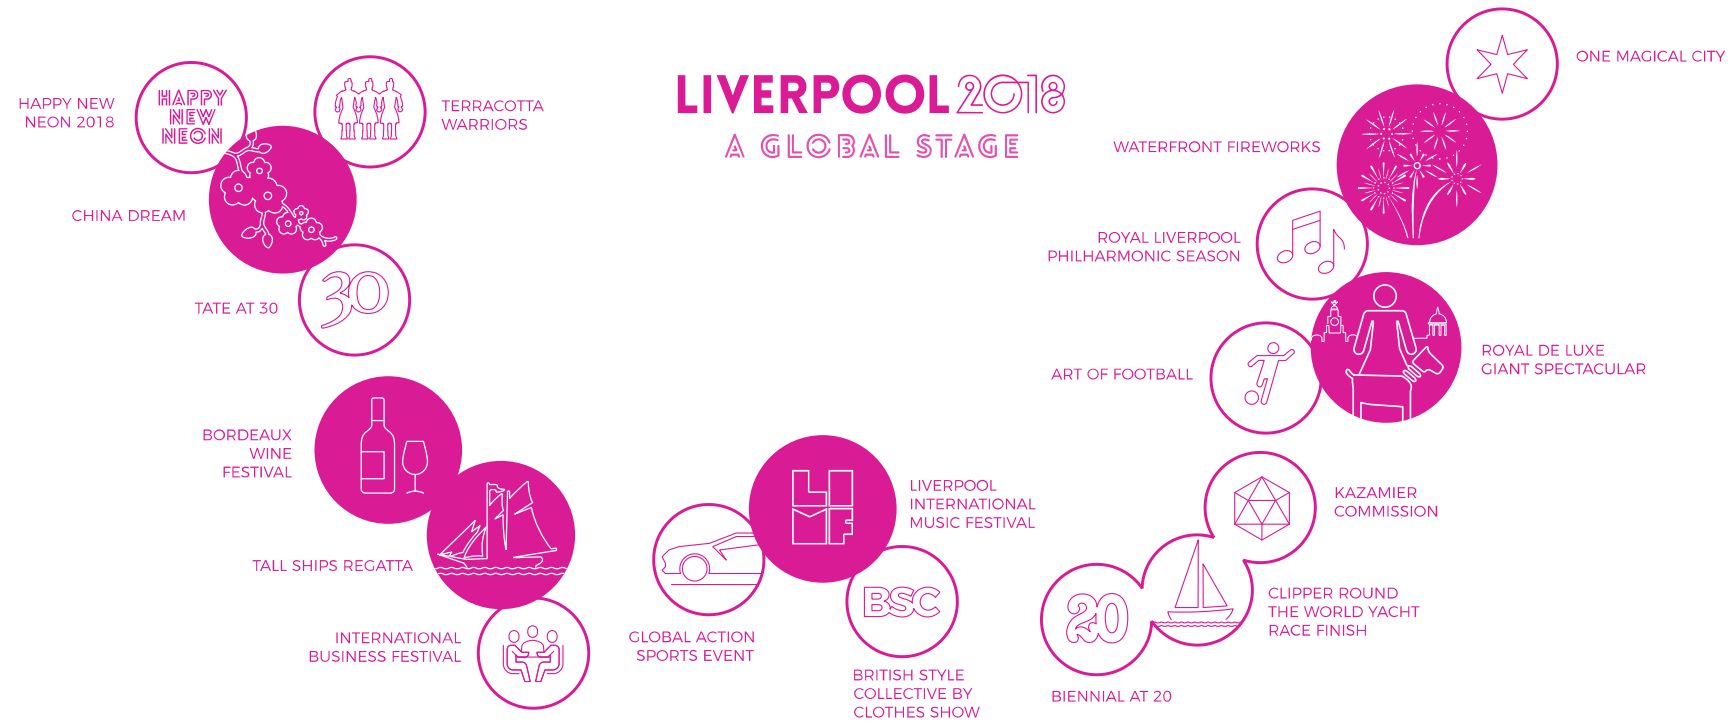 LIVERPOOL 2018
A GLOBAL STAGE
HAPPY NEW
NEON 2018
HAPPY
NEW
NEON
TERRACOTTA
WARRIORS
CHINA DREAM
TATE AT 30
30
BORDEAUX
WINE
FESTIVAL
TALL SHIPS REGATTA
INTERNATIONAL
BUSINESS FESTIVAL
GLOBAL ACTION
SPORTS EVENT
LI
MF
LIVERPOOL
INTERNATIONAL
MUSIC FESTIVAL
BSC
BRITISH STYLE
COLLECTIVE BY
CLOTHES SHOW
20
BIENNIAL AT 20
CLIPPER ROUND
THE WORLD YACHT
RACE FINISH
KAZAMIER
COMMISSION
ART OF FOOTBALL
ROYAL DE LUXE
GIANT SPECTACULAR
ROYAL LIVERPOOL
PHILHARMONIC SEASON
WATERFRONT FIREWORKS
ONE MAGICAL CITY